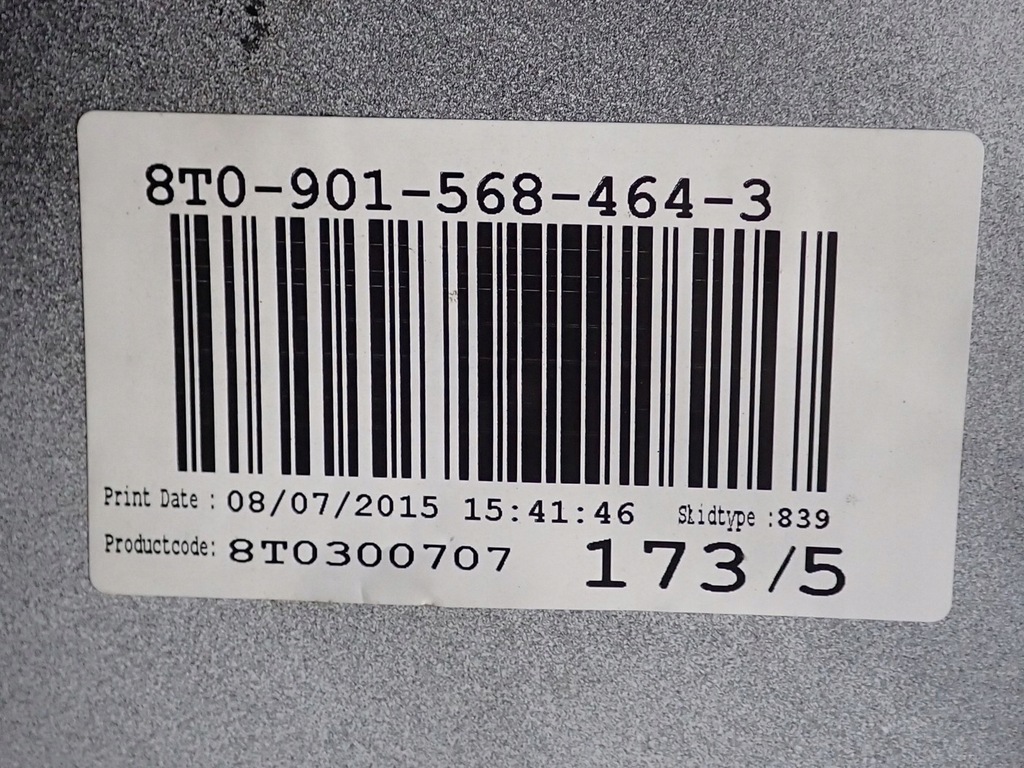 8T0-901-568-464-3
Print Date : 08/07/2015 15:41:46 Skidtype :839
Productcode: 8T0300707 173/5